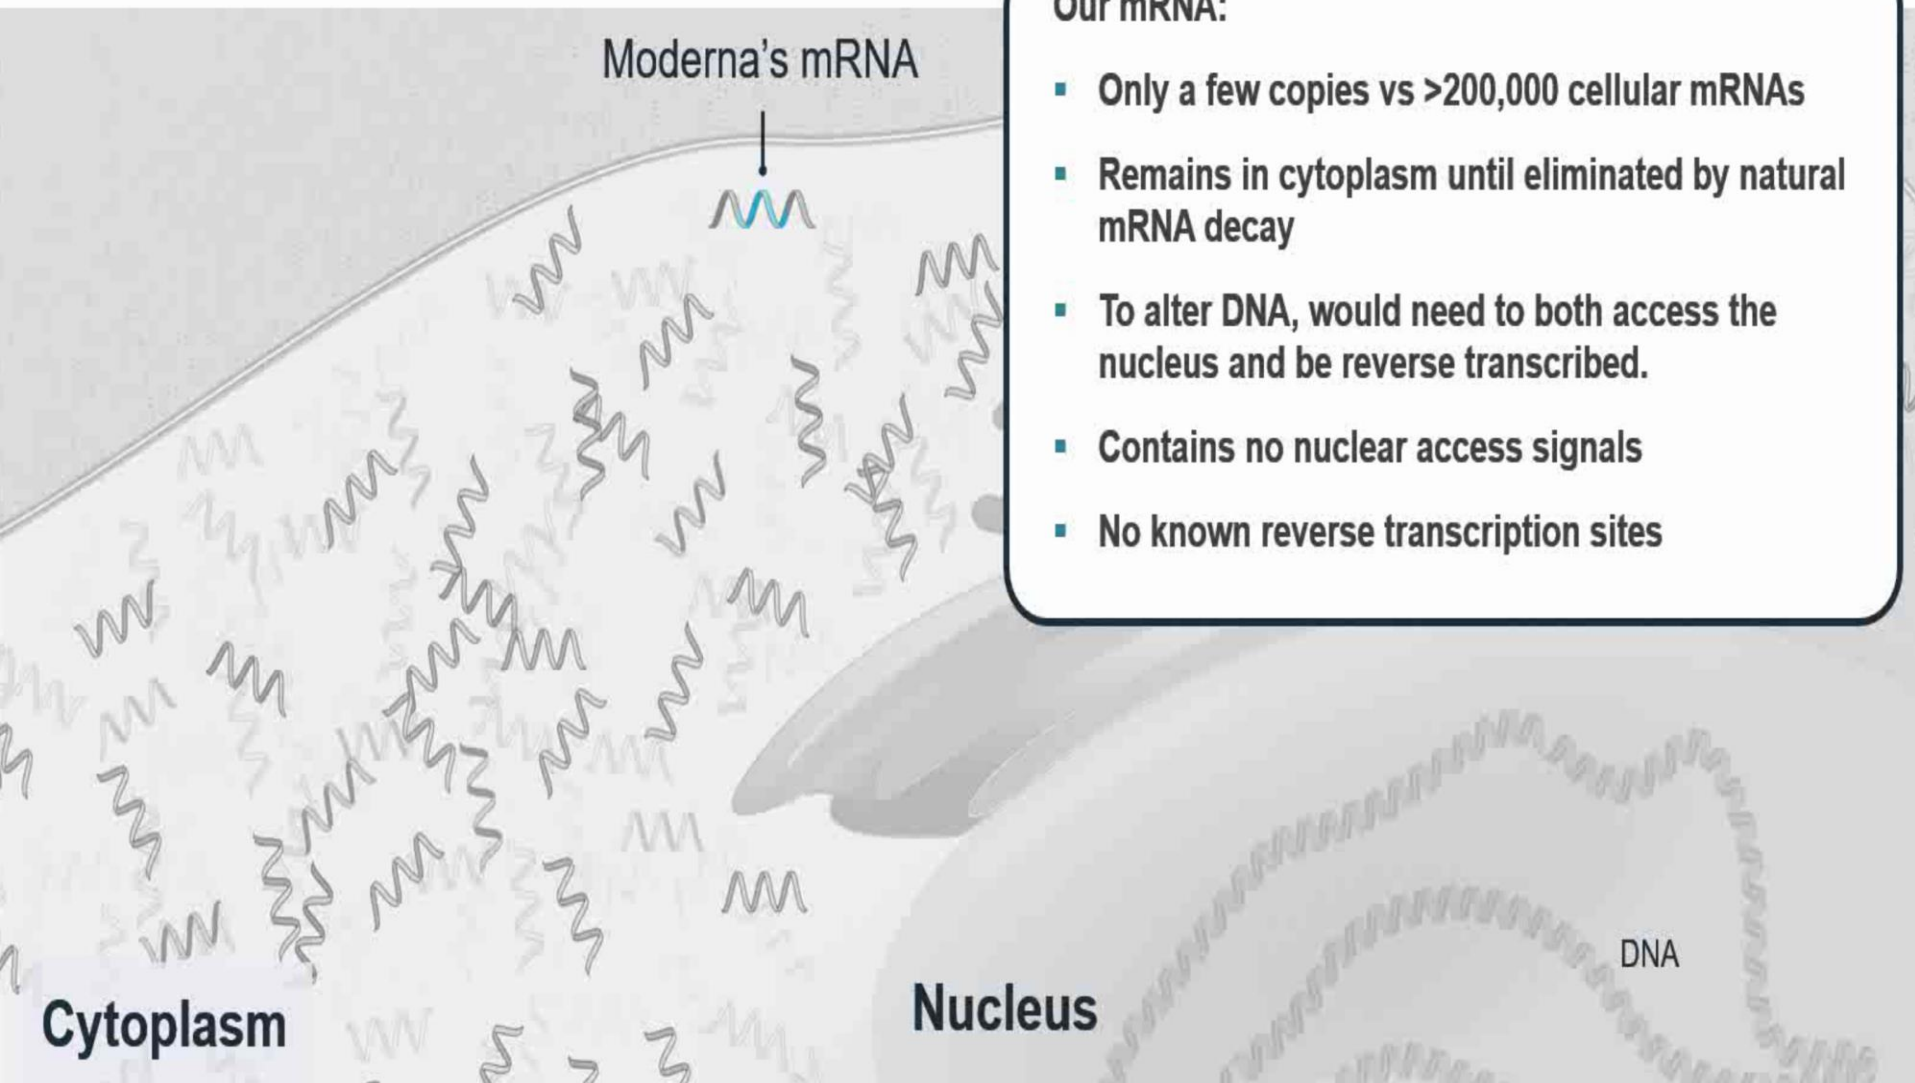 Our mRNA:
Moderna's mRNA
▪ Only a few copies vs >200,000 cellular mRNAs
▪ Remains in cytoplasm until eliminated by natural
mRNA decay
▪ To alter DNA, would need to both access the
nucleus and be reverse transcribed.
▪ Contains no nuclear access signals
▪ No known reverse transcription sites
DNA
Nucleus
Cytoplasm